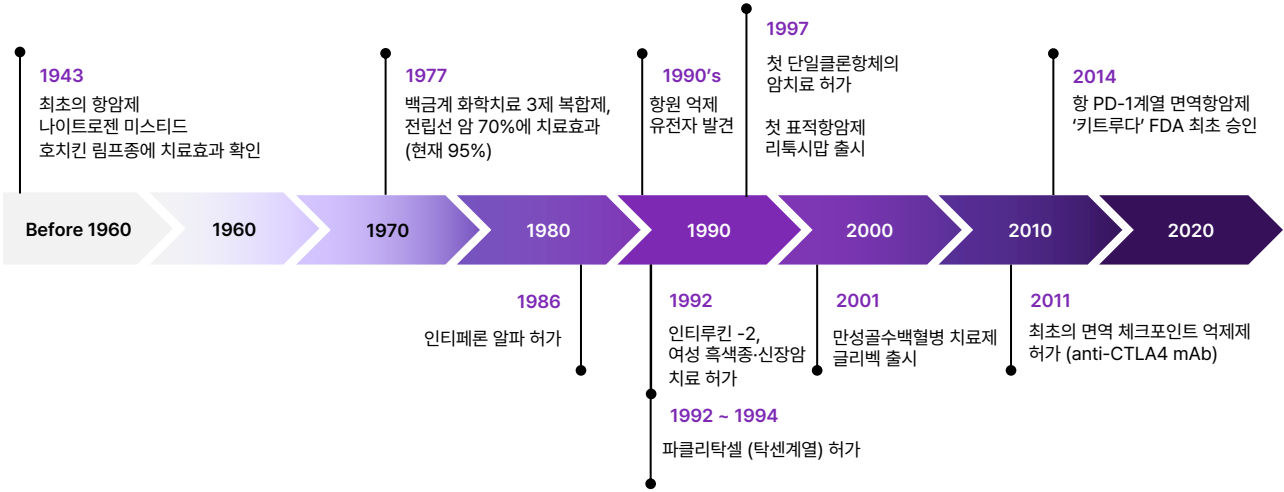 1943
최초의 항암제
나이트로젠 미스티드
호치킨 림프종에 치료효과 확인
1977
백금계 화학치료 3제 복합제,
전립선 암 70%에 치료효과
(현재 95%)
1990's
항원 억제
유전자 발견
1997
첫 단일클론항체의
암치료 허가
첫 표적항암제
리툭시맙 출시
2014
항 PD-1계열 면역항암제
‘키트루다’ FDA 최초 승인
Before 1960
1960
1970
1980
1990
2000
2010
2020
1986
인티페론 알파 허가
1992
인티루킨 -2,
여성 흑색종·신장암
치료 허가
1992 ~ 1994
파클리탁셀 (탁센계열) 허가
2001
만성골수백혈병 치료제
글리벡 출시
2011
최초의 면역 체크포인트 억제제
허가 (anti-CTLA4 mAb)